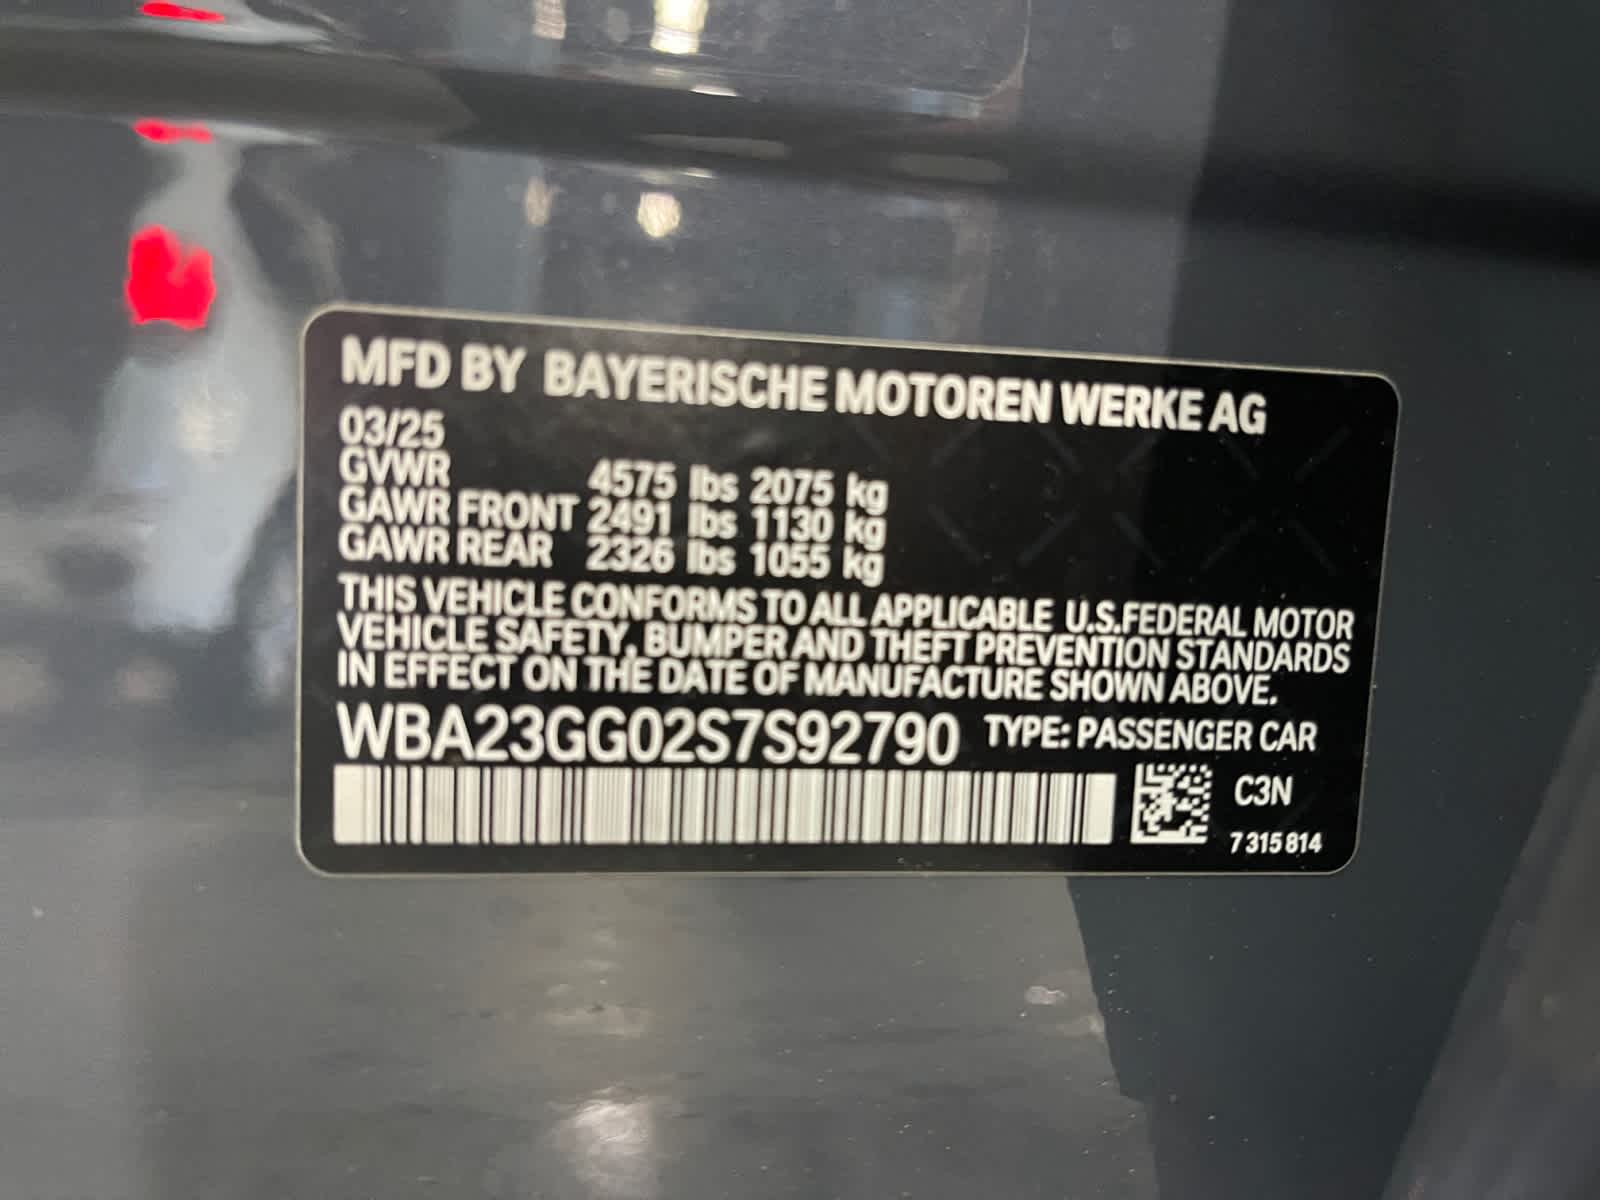 MFD BY BAYERISCHE MOTOREN WERKE AG
03/25
GVWR 4575 lbs 2075 kg
GAWR FRONT 2491 lbs 1130 kg
GAWR REAR 2326 lbs 1055 kg
THIS VEHICLE CONFORMS TO ALL APPLICABLE U.S.FEDERAL MOTOR
VEHICLE SAFETY, BUMPER AND THEFT PREVENTION STANDARDS
IN EFFECT ON THE DATE OF MANUFACTURE SHOWN ABOVE.
WBA23GG02S7S92790 TYPE: PASSENGER CAR
C3N
7 315 814